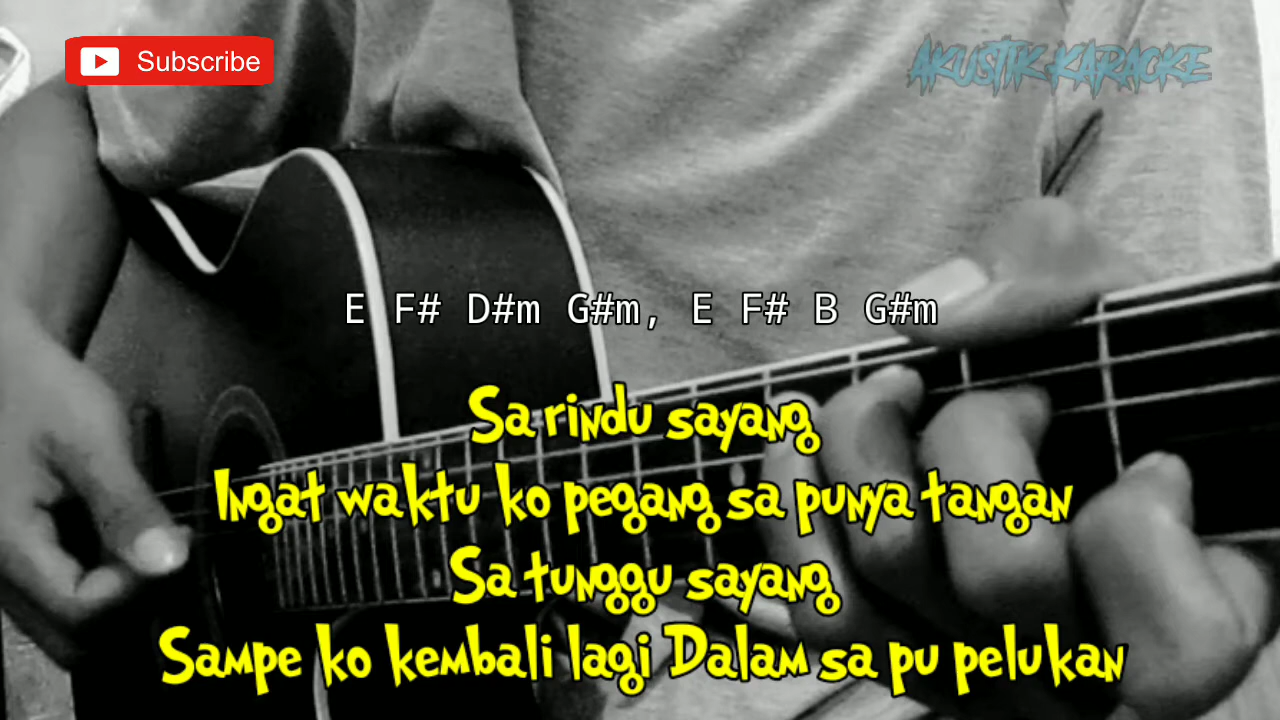 Subscribe
AKUSTIK KARAOKE
E F# D#m G#m, E F# B G#m
Sa rindu sayang
Ingat waktu ko pegang sa punya tangan
Sa tunggu sayang
Sampe ko kembali lagi Dalam sa pu pelukan